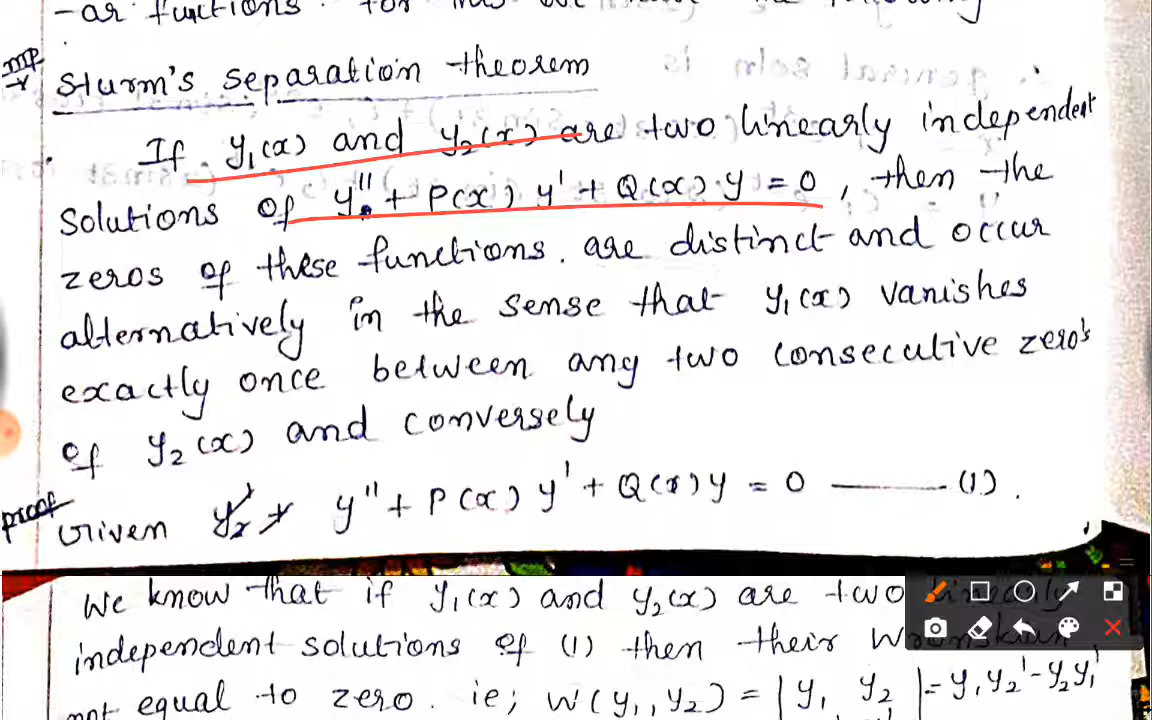 -ar functions. For this we
imp
Sturm's separation theorem
If y₁(x) and y₂(x) are two linearly independent
solutions of y'' + P(x) y' + Q(x) y = 0, then the
zeros of these functions. are distinct and occur
alternatively in the sense that y₁(x) vanishes
exactly once between any two consecutive zero's
of y₂(x) and conversely
proof
Given y'' + P(x) y' + Q(x) y = 0 ——— (1).
We know that if y₁(x) and y₂(x) are two
independent solutions of (1) then their
not equal to zero. ie; W(y₁, y₂) = | y₁ y₂ | = y₁y₂' - y₂y₁'